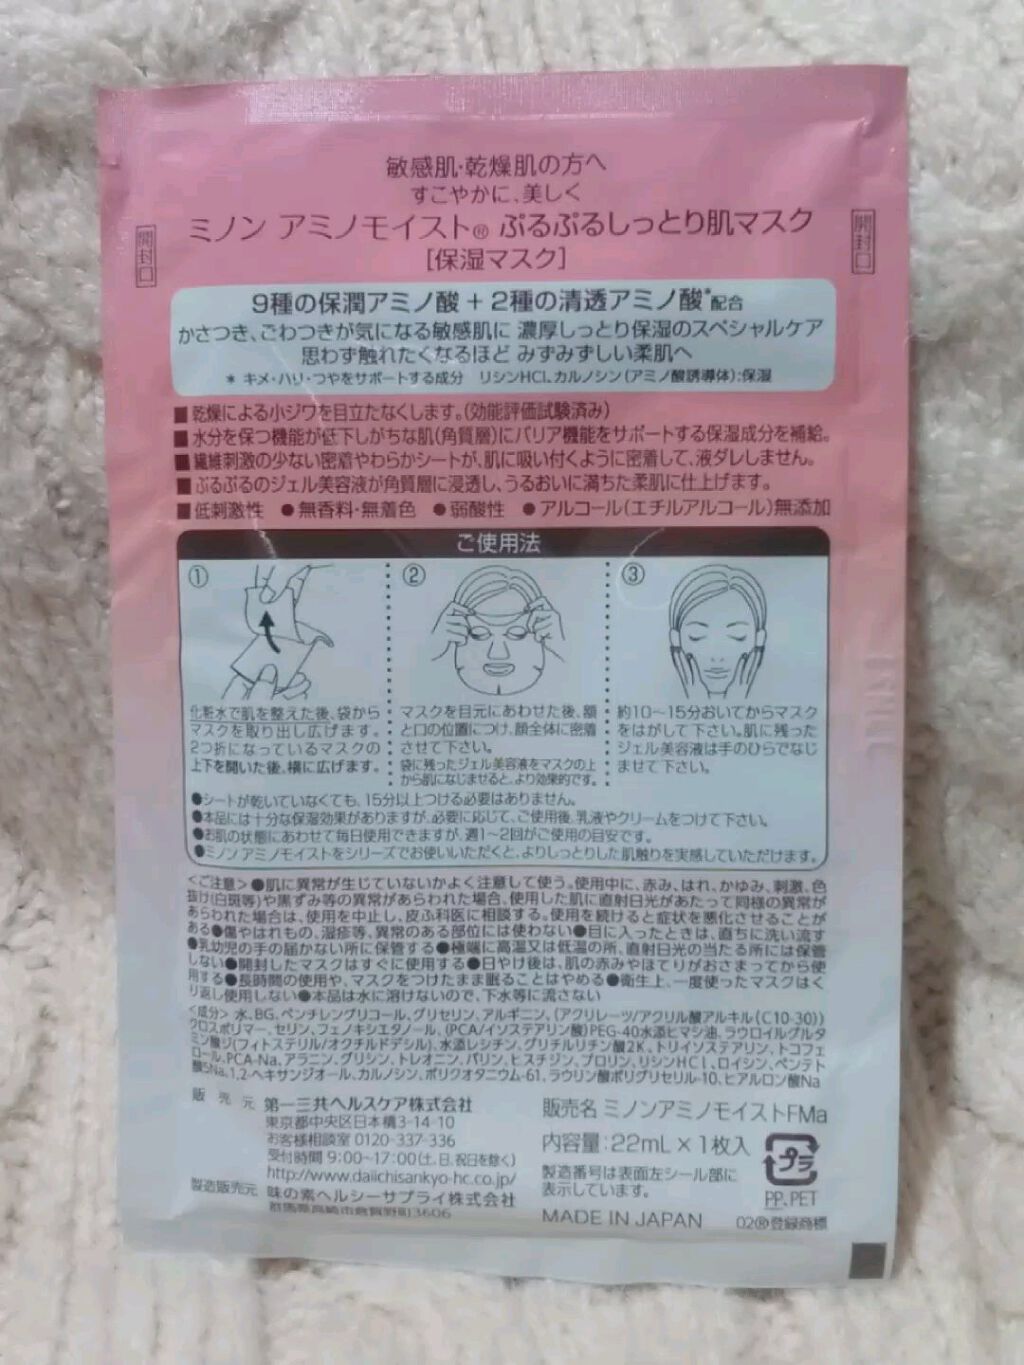 敏感肌・乾燥肌の方へ
すこやかに、美しく
ミノン アミノモイスト® ぷるぷるしっとり肌マスク
[保湿マスク]
開封口
開封口
9種の保潤アミノ酸 + 2種の清透アミノ酸*配合
かさつき、ごわつきが気になる敏感肌に 濃厚しっとり保湿のスペシャルケア
思わず触れたくなるほど みずみずしい柔肌へ
* キメ・ハリ・つやをサポートする成分 リシンHCl、カルノシン(アミノ酸誘導体):保湿
■乾燥による小ジワを目立たなくします。(効能評価試験済み)
■水分を保つ機能が低下しがちな肌(角質層)にバリア機能をサポートする保湿成分を補給。
■繊維刺激の少ない密着やわらかシートが、肌に吸い付くように密着して、液ダレしません。
■ぷるぷるのジェル美容液が角質層に浸透し、うるおいに満ちた柔肌に仕上げます。
■低刺激性 ●無香料・無着色 ●弱酸性 ●アルコール(エチルアルコール)無添加
ご使用法
①
化粧水で肌を整えた後、袋から
マスクを取り出し広げます。
2つ折になっているマスクの
上下を開いた後、横に広げます。
②
マスクを目元にあわせた後、額
と口の位置につけ、顔全体に密着
させて下さい。
袋に残ったジェル美容液をマスクの上
から肌になじませると、より効果的です。
③
約10～15分おいてからマスク
をはがして下さい。肌に残った
ジェル美容液は手のひらでなじ
ませて下さい。
●シートが乾いていなくても、15分以上つける必要はありません。
●本品には十分な保湿効果がありますが、必要に応じて、ご使用後、乳液やクリームをつけて下さい。
●お肌の状態にあわせて毎日使用できますが、週1～2回がご使用の目安です。
●ミノン アミノモイストをシリーズでお使いいただくと、よりしっとりした肌触りを実感していただけます。
<ご注意>●肌に異常が生じていないかよく注意して使う。使用中に、赤み、はれ、かゆみ、刺激、色
抜け(白斑等)や黒ずみ等の異常があらわれた場合、使用した肌に直射日光があたって同様の異常が
あらわれた場合は、使用を中止し、皮ふ科医に相談する。使用を続けると症状を悪化させることが
ある●傷やはれもの、湿疹等、異常のある部位には使わない●目に入ったときは、直ちに洗い流す
●乳幼児の手の届かない所に保管する●極端に高温又は低温の所、直射日光の当たる所には保管
しない●開封したマスクはすぐに使用する●日やけ後は、肌の赤みやほてりがおさまってから使
用する●長時間の使用や、マスクをつけたまま眠ることはやめる●衛生上、一度使ったマスクはく
り返し使用しない●本品は水に溶けないので、下水等に流さない
<成分> 水、BG、ペンチレングリコール、グリセリン、アルギニン、(アクリレーツ/アクリル酸アルキル(C10-30))
クロスポリマー、セリン、フェノキシエタノール、(PCA/イソステアリン酸)PEG-40水添ヒマシ油、ラウロイルグルタ
ミン酸ジ(フィトステリル/オクチルドデシル)、水添レシチン、グリチルリチン酸2K、トリイソステアリン、トコフェ
ロール、PCA-Na、アラニン、グリシン、トレオニン、バリン、ヒスチジン、プロリン、リシンHCl、ロイシン、ペンテト
酸5Na、1,2-ヘキサンジオール、カルノシン、ポリクオタニウム-61、ラウリン酸ポリグリセリル-10、ヒアルロン酸Na
販売元 第一三共ヘルスケア株式会社
東京都中央区日本橋3-14-10
お客様相談室 0120-337-336
受付時間 9:00～17:00(土、日、祝日を除く)
http://www.daiichisankyo-hc.co.jp/
製造販売元 味の素ヘルシーサプライ株式会社
群馬県高崎市倉賀野町3606
販売名 ミノンアミノモイストFMa
内容量:22mL×1枚入
製造番号は表面左シール部に
表示しています。
MADE IN JAPAN
プラ
PP、PET
02®登録商標